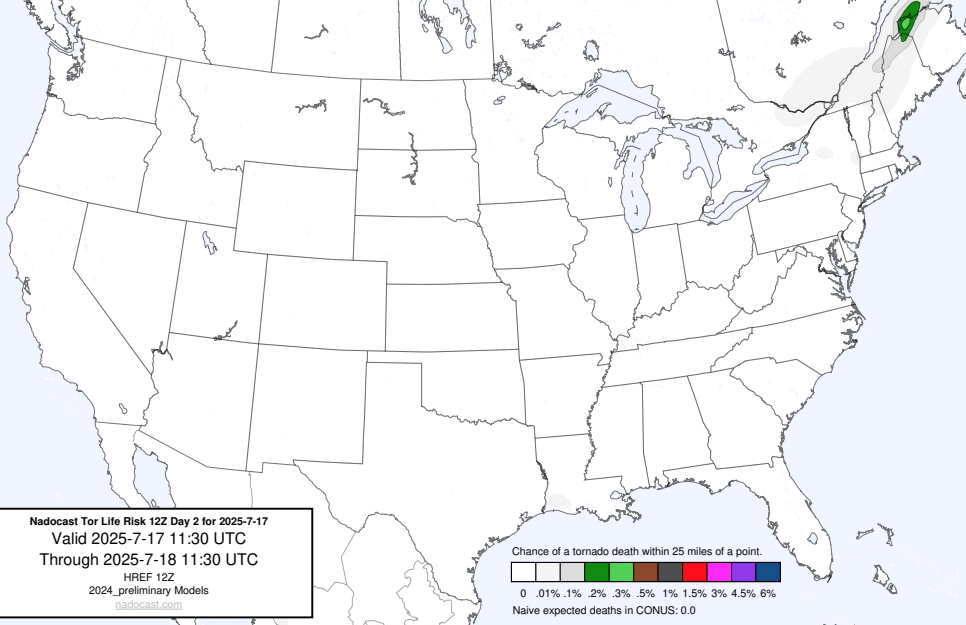 Nadocast Tor Life Risk 12Z Day 2 for 2025-7-17
Valid 2025-7-17 11:30 UTC
Through 2025-7-18 11:30 UTC
HREF 12Z
2024_preliminary Models
nadocast.com
Chance of a tornado death within 25 miles of a point.
0 .01% .1% .2% .3% .5% 1% 1.5% 3% 4.5% 6%
Naive expected deaths in CONUS: 0.0